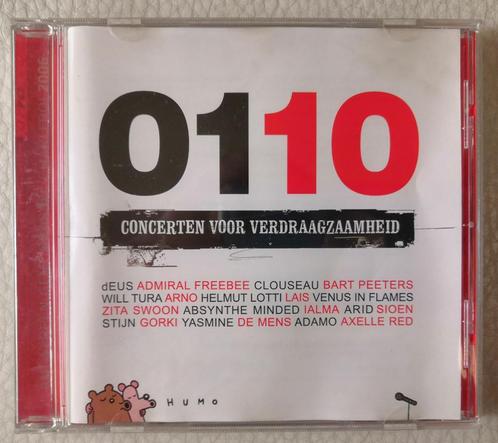 0110
CONCERTEN VOOR VERDRAAGZAAMHEID
dEUS ADMIRAL FREEBEE CLOUSEAU BART PEETERS
WILL TURA ARNO HELMUT LOTTI LAIS VENUS IN FLAMES
ZITA SWOON ABSYNTHE MINDED IALMA ARID SIOEN
STIJN GORKI YASMINE DE MENS ADAMO AXELLE RED
HUMO